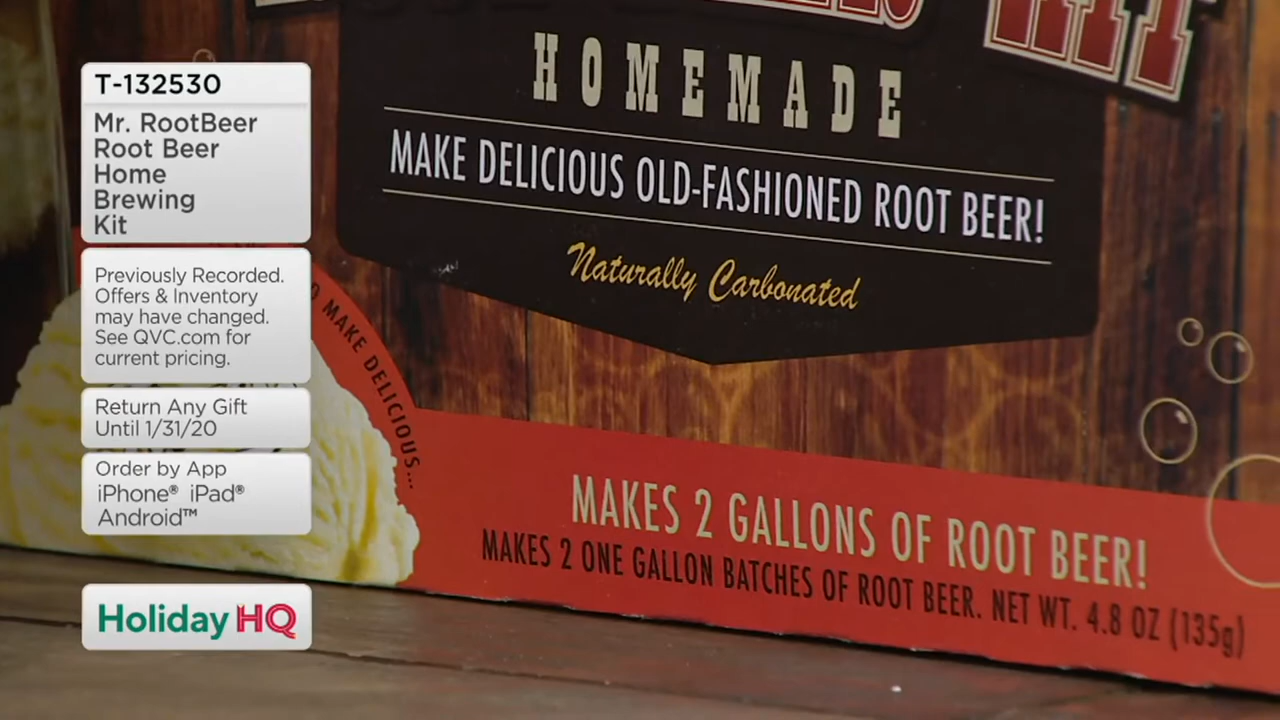 T-132530
Mr. RootBeer
Root Beer
Home
Brewing
Kit
Previously Recorded.
Offers & Inventory
may have changed.
See QVC.com for
current pricing.
Return Any Gift
Until 1/31/20
Order by App
iPhone® iPad®
Android™
Holiday HQ
KIT
HOMEMADE
MAKE DELICIOUS OLD-FASHIONED ROOT BEER!
Naturally Carbonated
MAKE DELICIOUS...
MAKES 2 GALLONS OF ROOT BEER!
MAKES 2 ONE GALLON BATCHES OF ROOT BEER. NET WT. 4.8 OZ (135g)